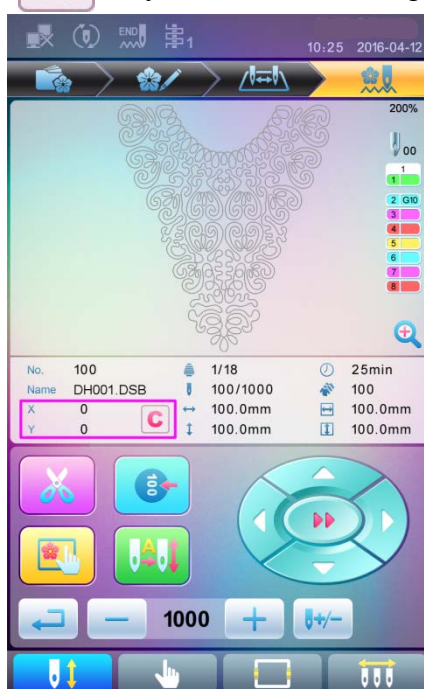 END
1
10:25 2016-04-12
200%
00
1
1
2 G10
3
4
5
6
7
8
No. 100 1/18 25min
Name DH001.DSB 100/1000 100
X 0 C 100.0mm 100.0mm
Y 0 100.0mm 100.0mm
100
A
1000
+/−